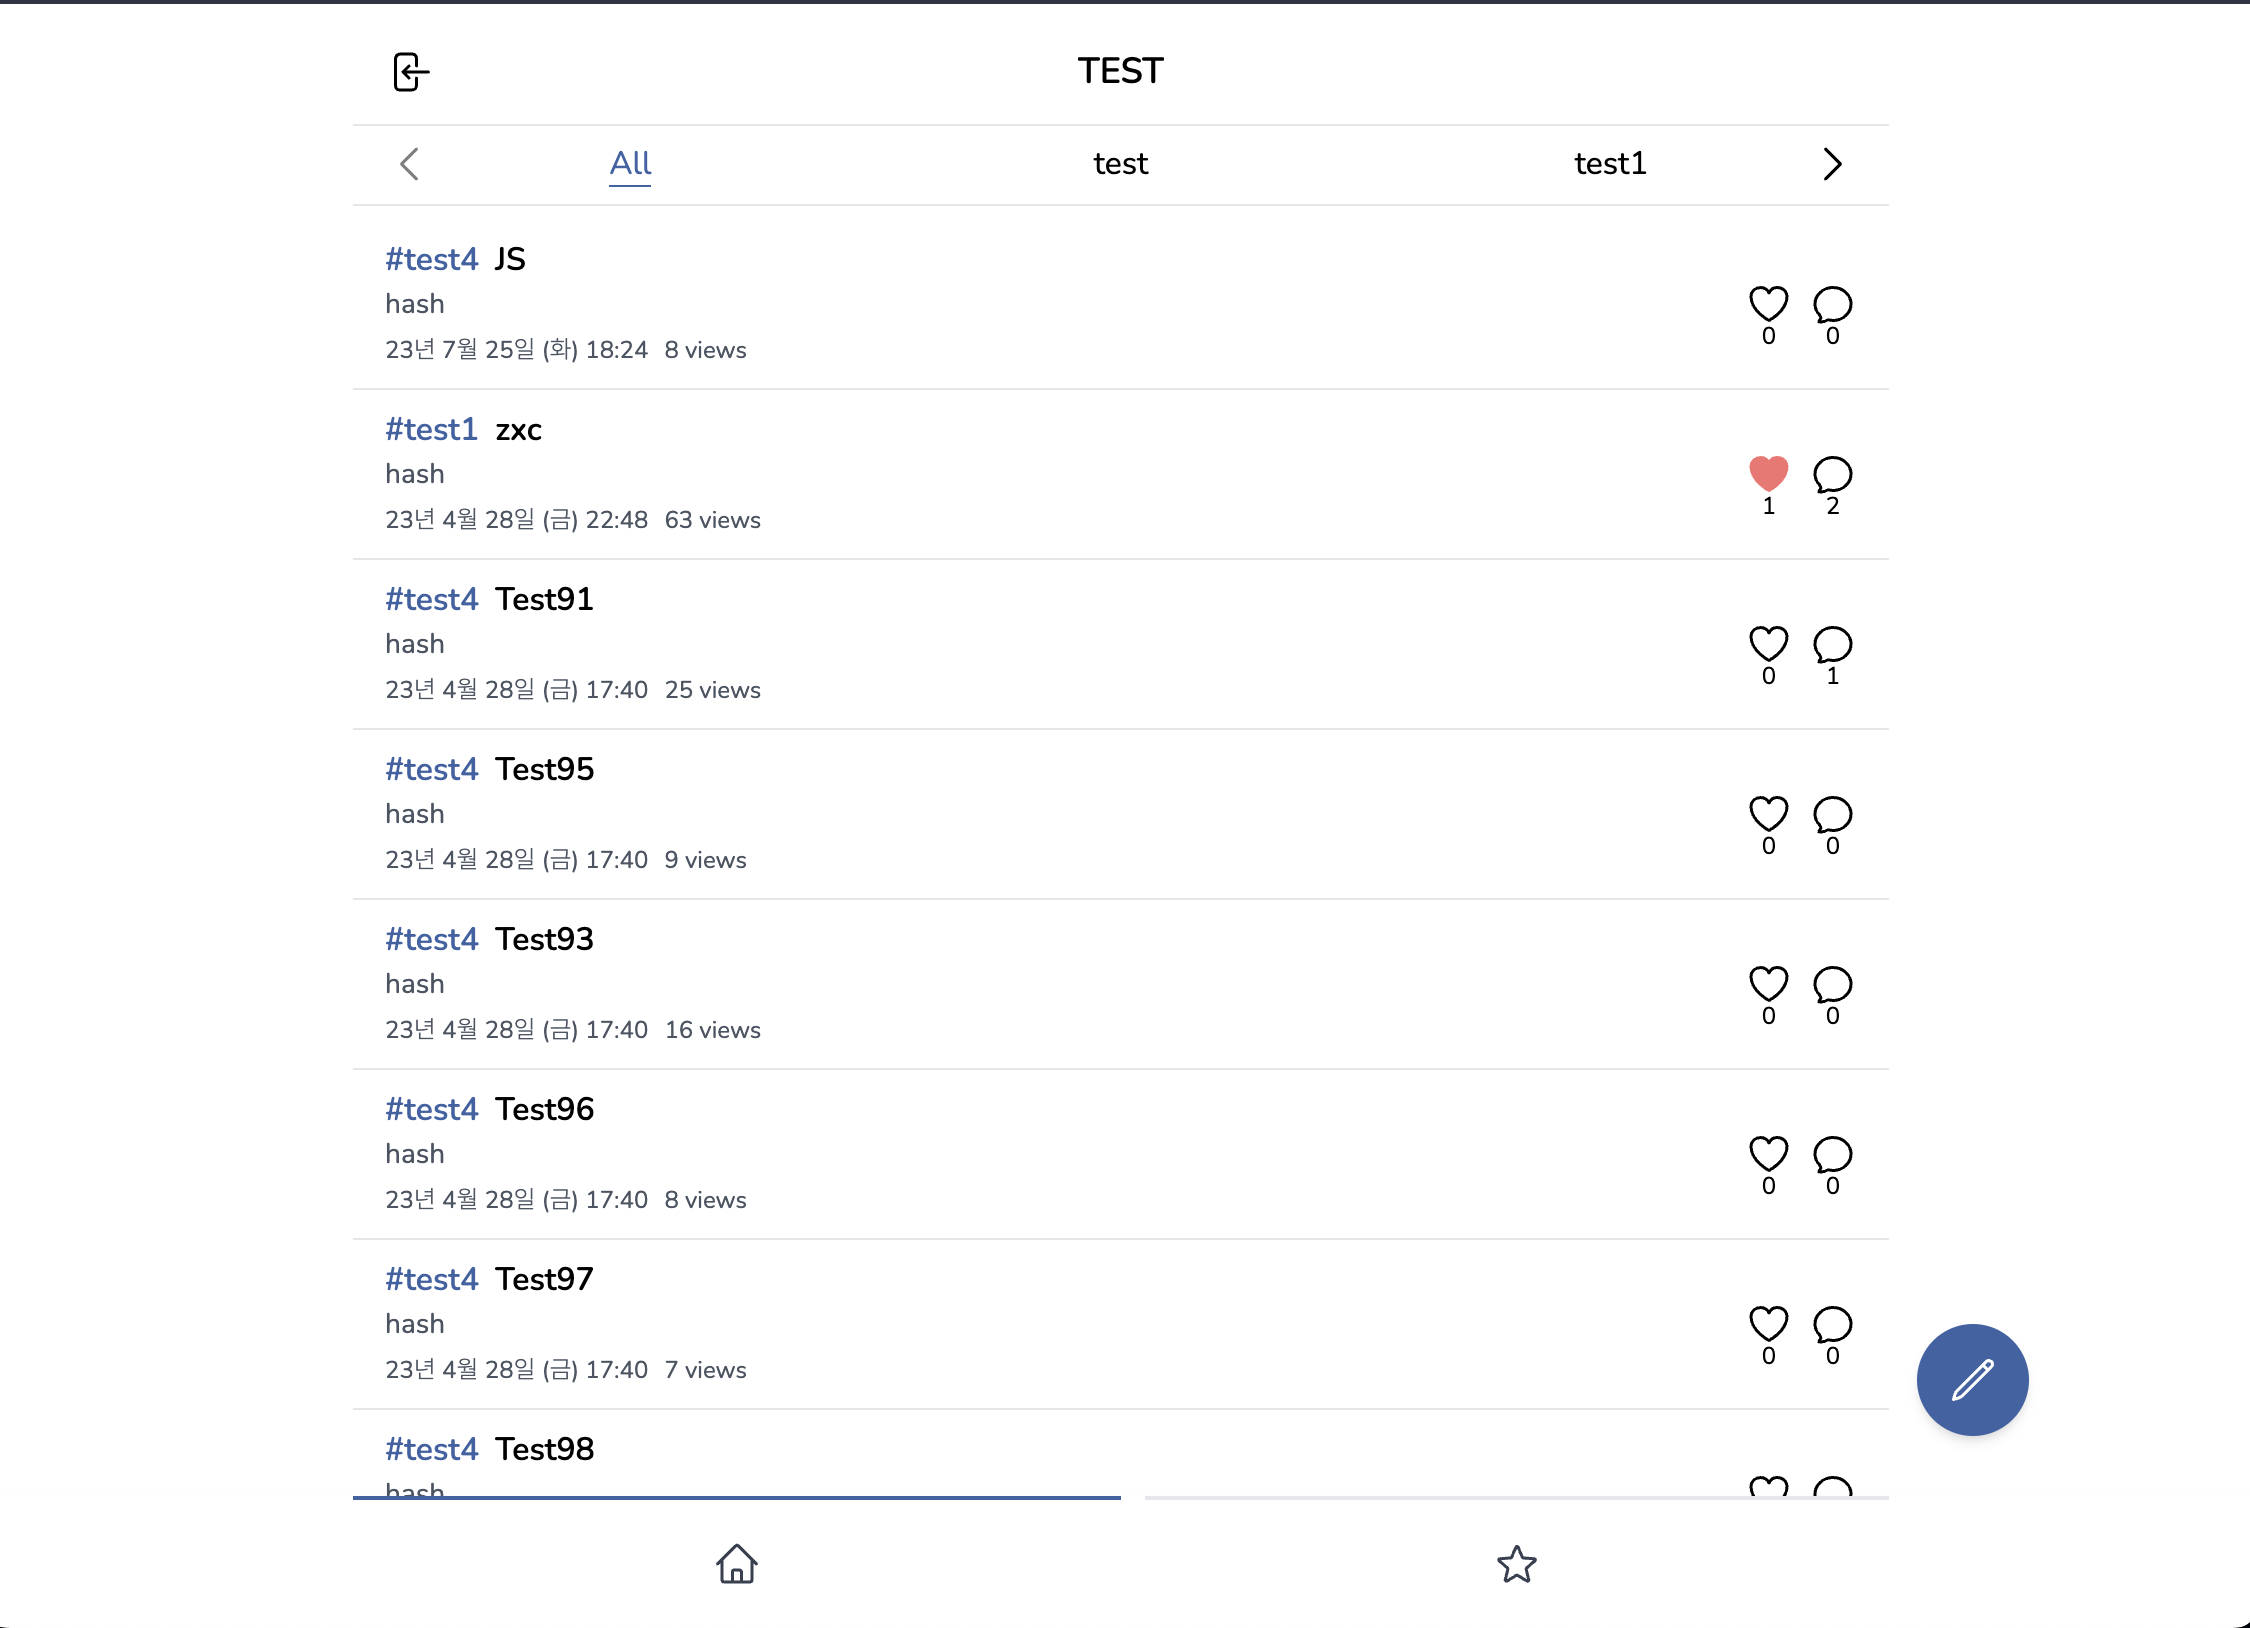 TEST
All test test1
#test4 JS
hash
23년 7월 25일 (화) 18:24 8 views
0 0
#test1 zxc
hash
23년 4월 28일 (금) 22:48 63 views
1 2
#test4 Test91
hash
23년 4월 28일 (금) 17:40 25 views
0 1
#test4 Test95
hash
23년 4월 28일 (금) 17:40 9 views
0 0
#test4 Test93
hash
23년 4월 28일 (금) 17:40 16 views
0 0
#test4 Test96
hash
23년 4월 28일 (금) 17:40 8 views
0 0
#test4 Test97
hash
23년 4월 28일 (금) 17:40 7 views
0 0
#test4 Test98
hash